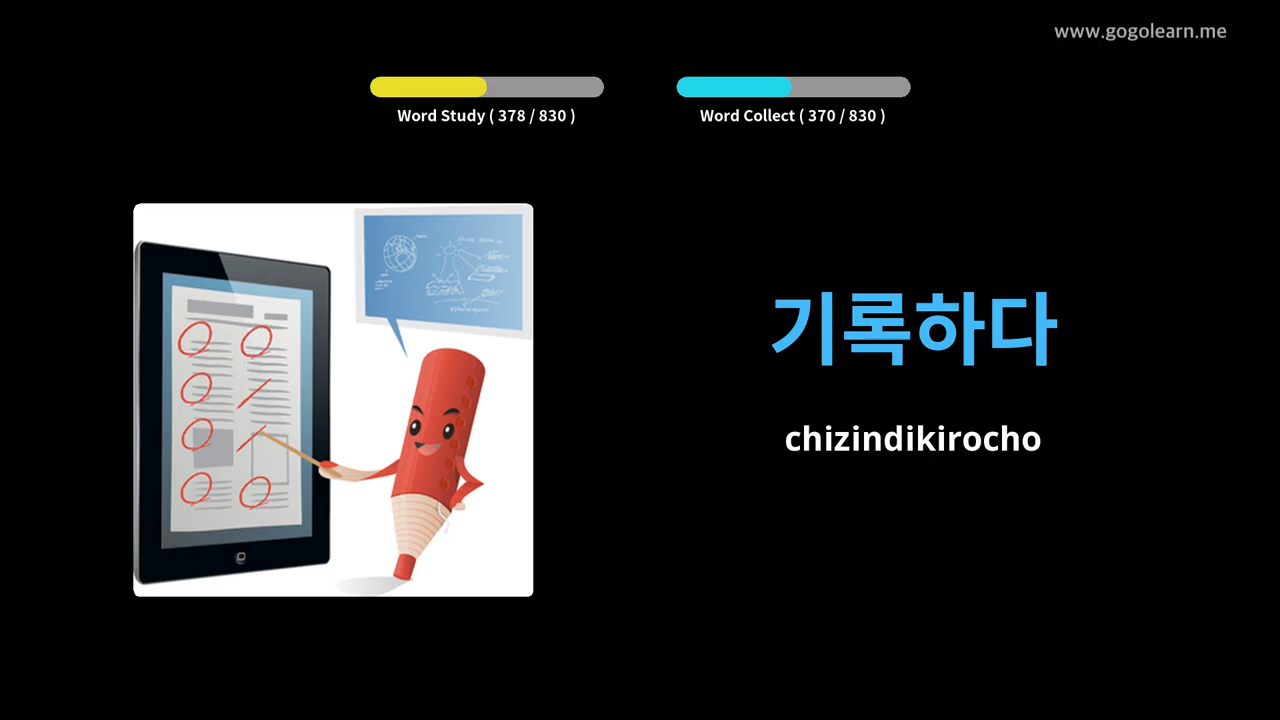 www.gogolearn.me
Word Study ( 378 / 830 )
Word Collect ( 370 / 830 )
기록하다
chizindikirocho